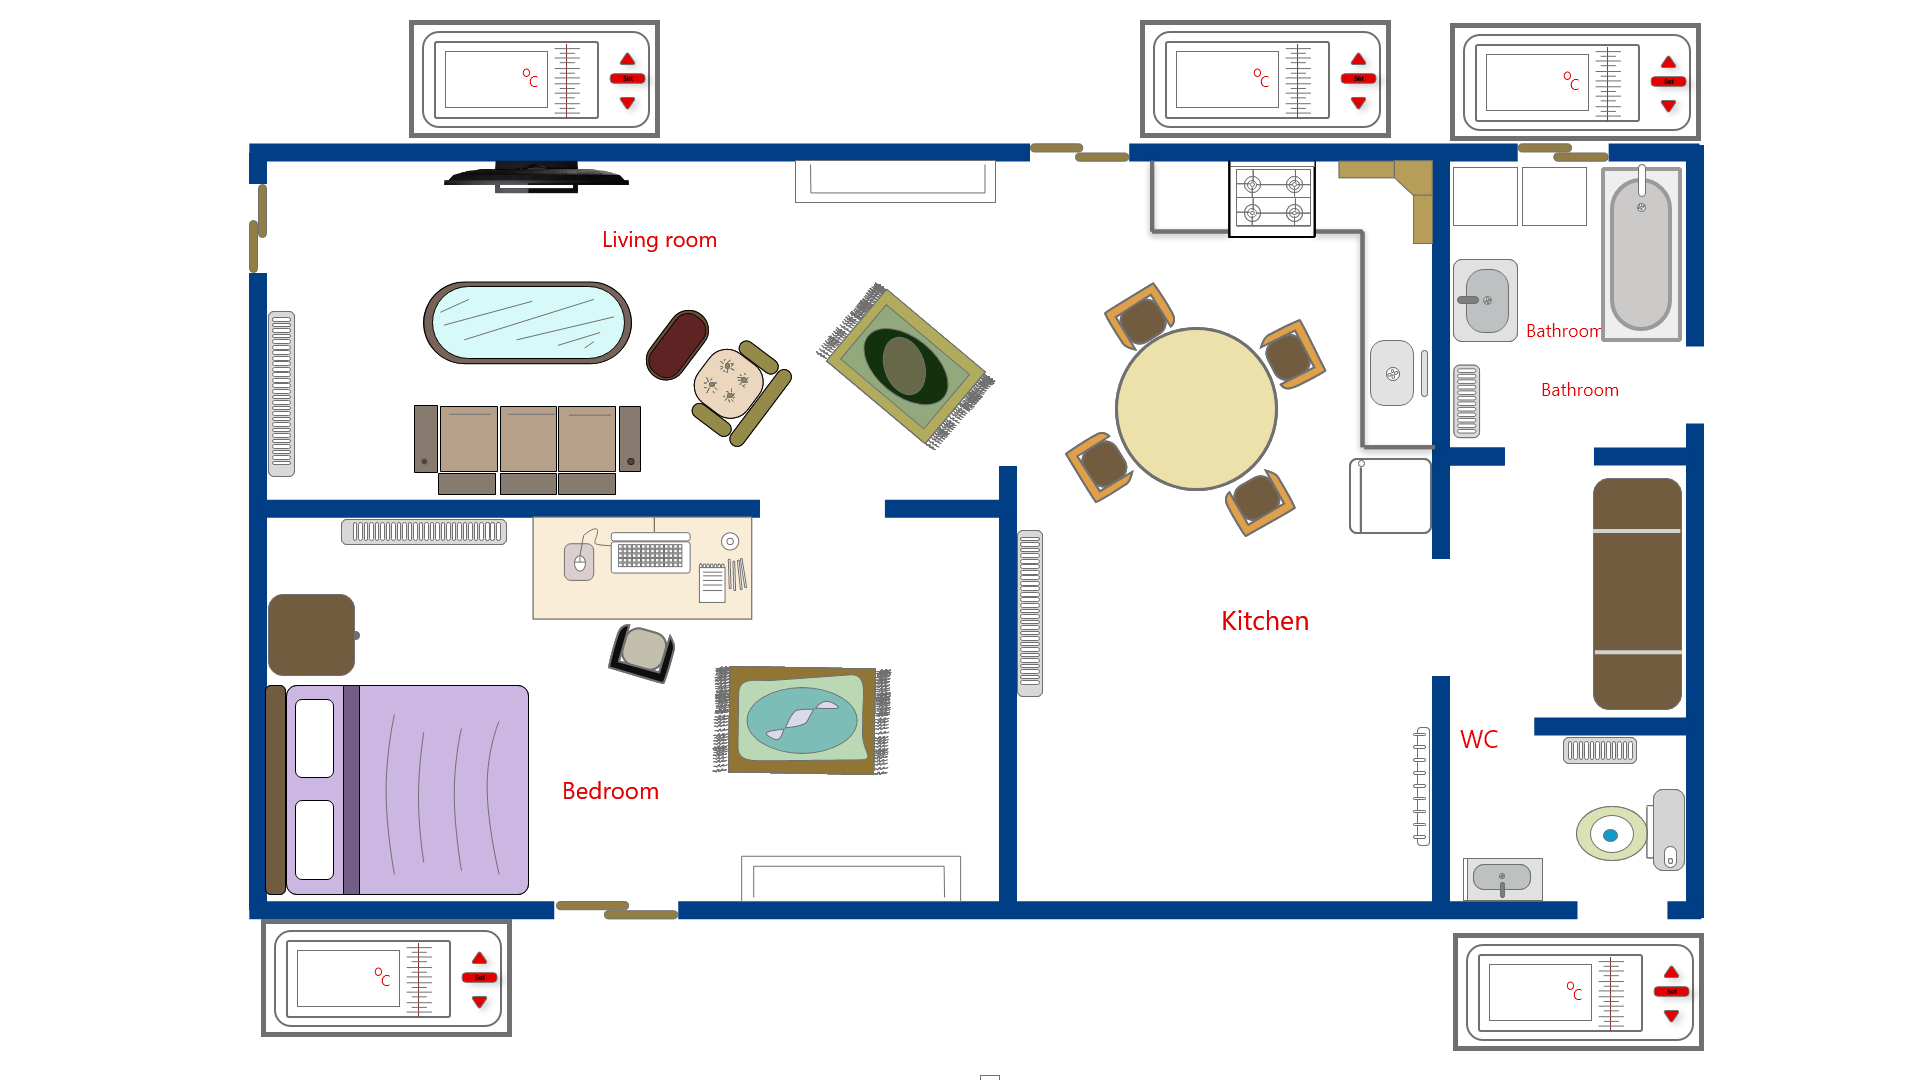 °C
Set
°C
Set
°C
Set
Living room
Bathroom
Bathroom
Kitchen
WC
Bedroom
°C
Set
°C
Set